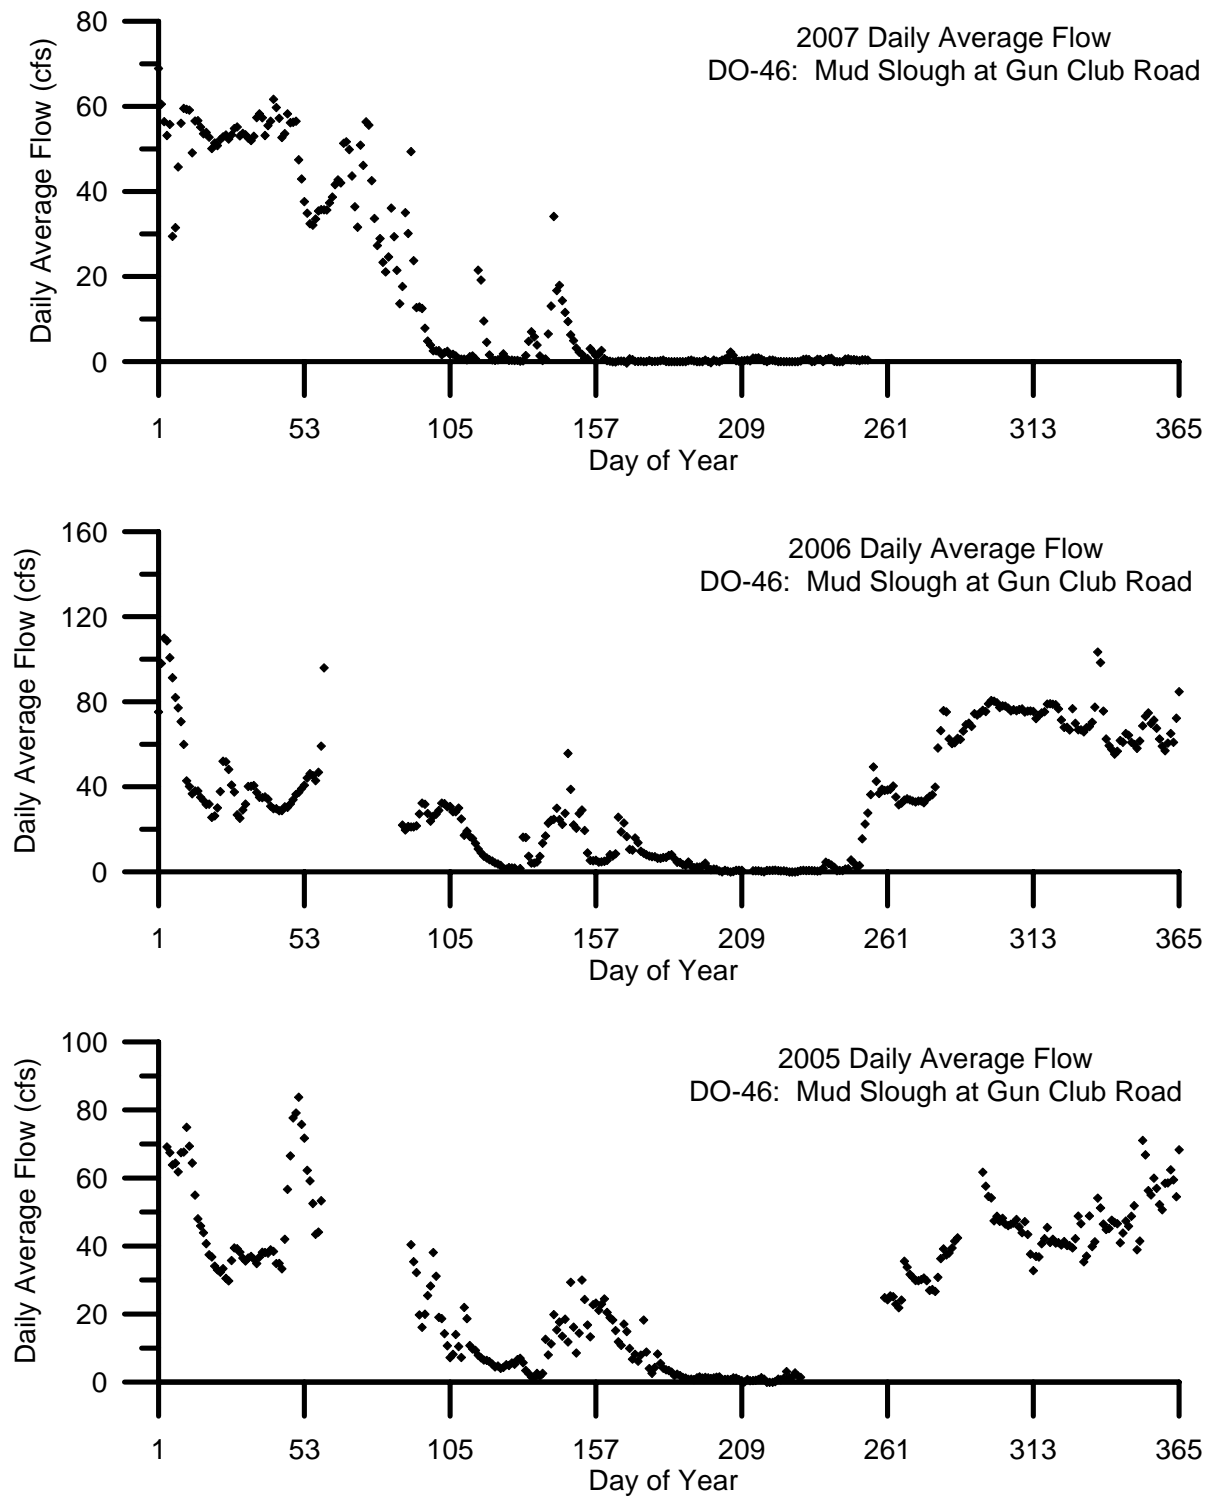 80
60
40
20
0
Daily Average Flow (cfs)
2007 Daily Average Flow
DO-46:  Mud Slough at Gun Club Road
1 53 105 157 209 261 313 365
Day of Year
160
120
80
40
0
Daily Average Flow (cfs)
2006 Daily Average Flow
DO-46:  Mud Slough at Gun Club Road
1 53 105 157 209 261 313 365
Day of Year
100
80
60
40
20
0
Daily Average Flow (cfs)
2005 Daily Average Flow
DO-46:  Mud Slough at Gun Club Road
1 53 105 157 209 261 313 365
Day of Year